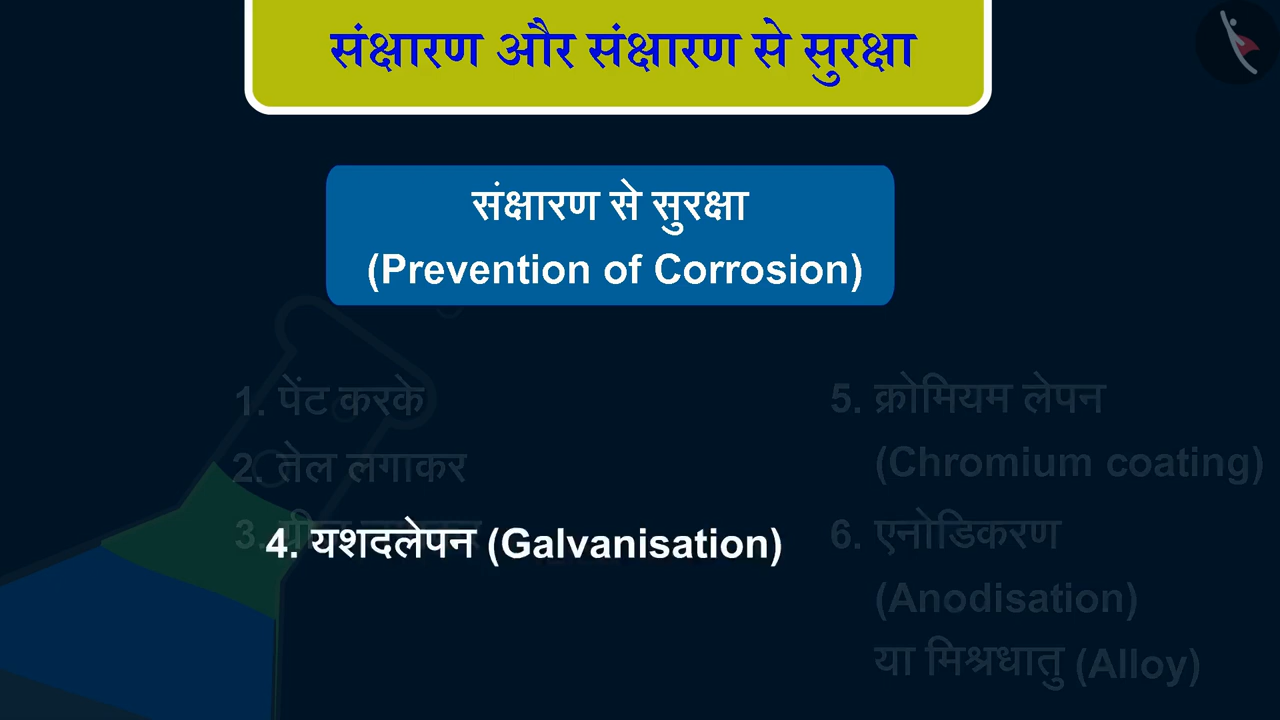 संक्षारण और संक्षारण से सुरक्षा
संक्षारण से सुरक्षा
(Prevention of Corrosion)
1. पेंट करके
2. तेल लगाकर
3.
4. यशदलेपन (Galvanisation)
5. क्रोमियम लेपन
(Chromium coating)
6. एनोडिकरण
(Anodisation)
या मिश्रधातु (Alloy)